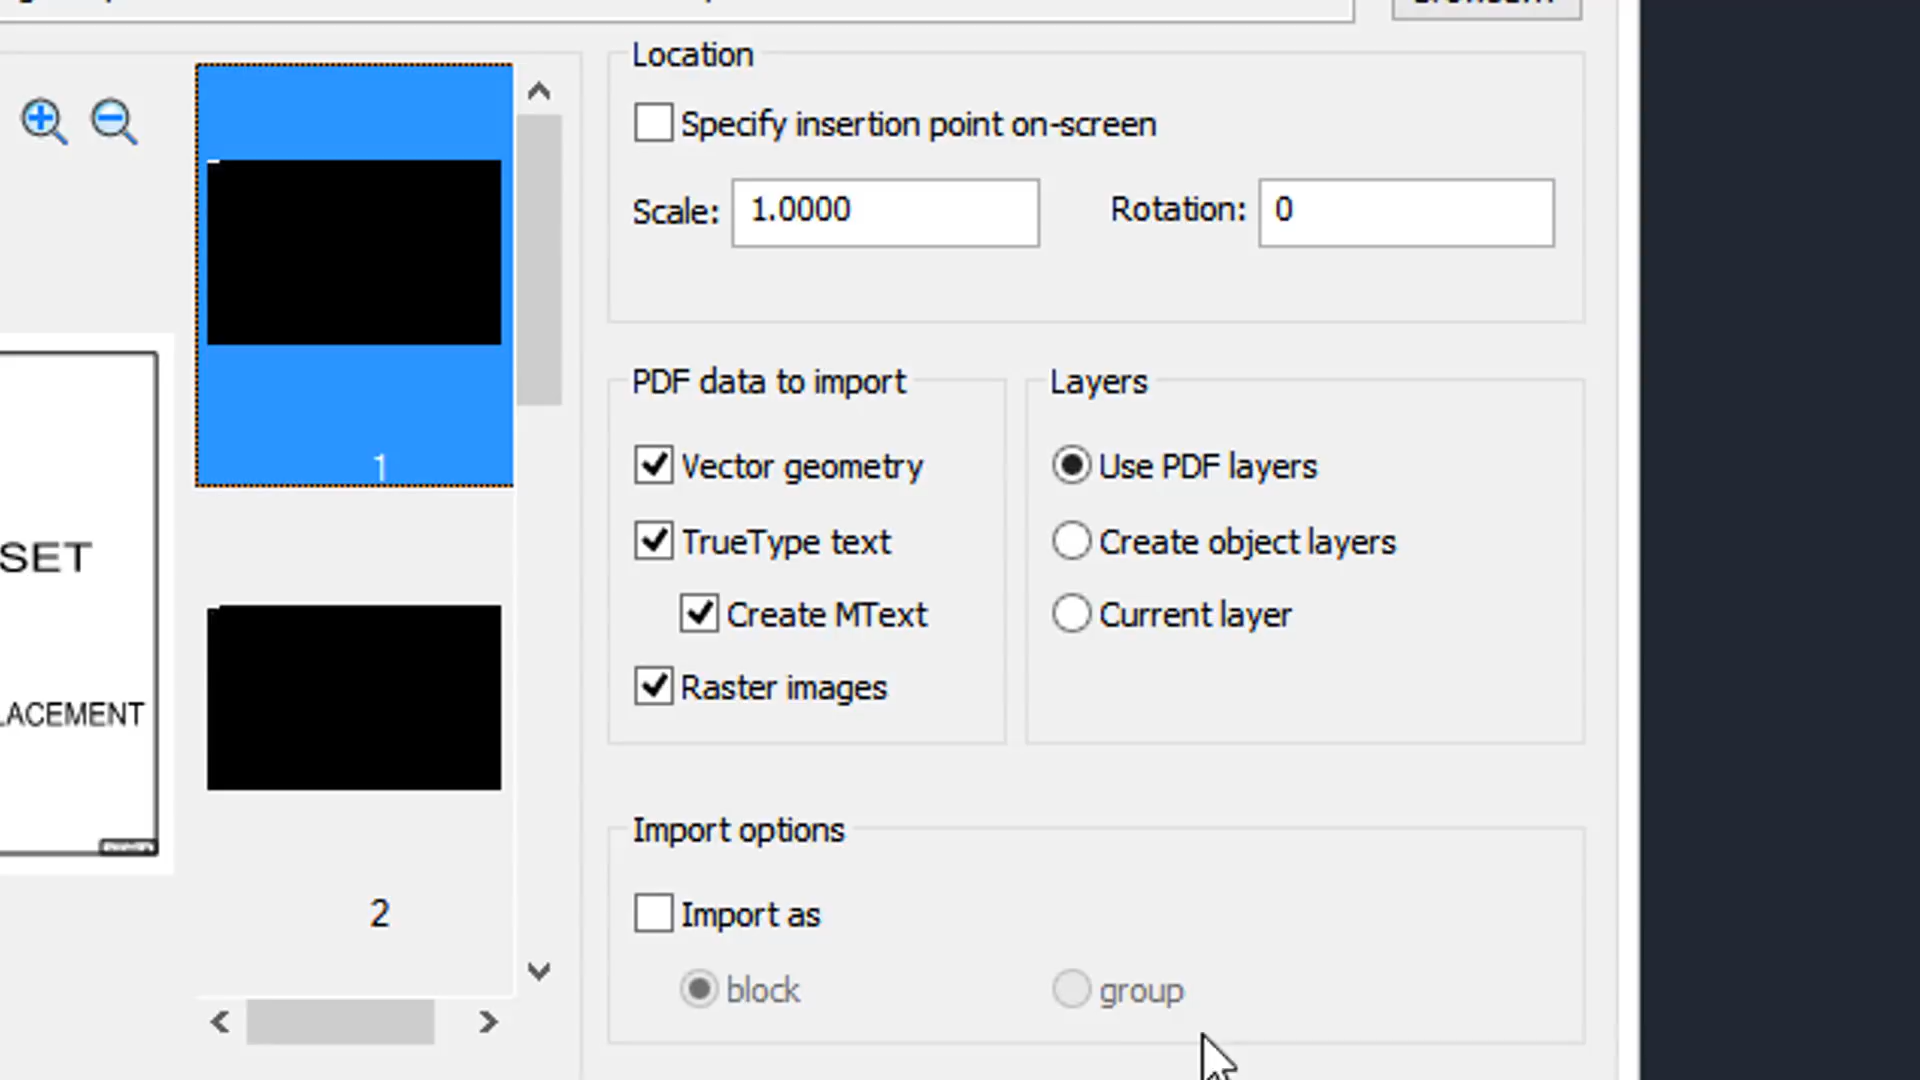 Location
Specify insertion point on-screen
Scale: 1.0000 Rotation: 0
1
PDF data to import
Vector geometry
TrueType text
Create MText
Raster images
Layers
Use PDF layers
Create object layers
Current layer
SET
LACEMENT
2
Import options
Import as
block group